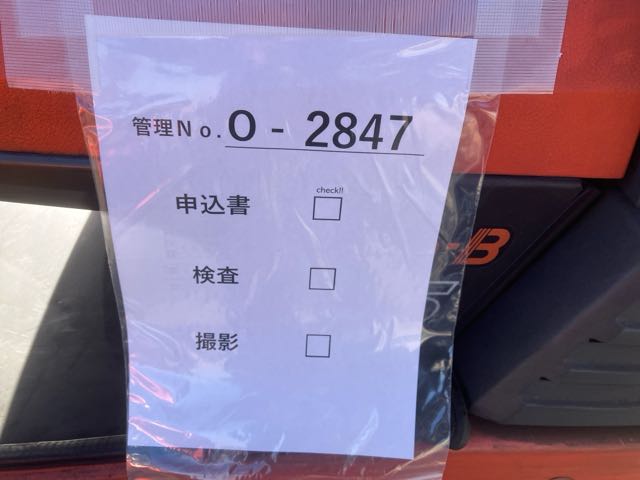 管理No. O - 2847
check!!
申込書 □
検査 □
撮影 □
-B